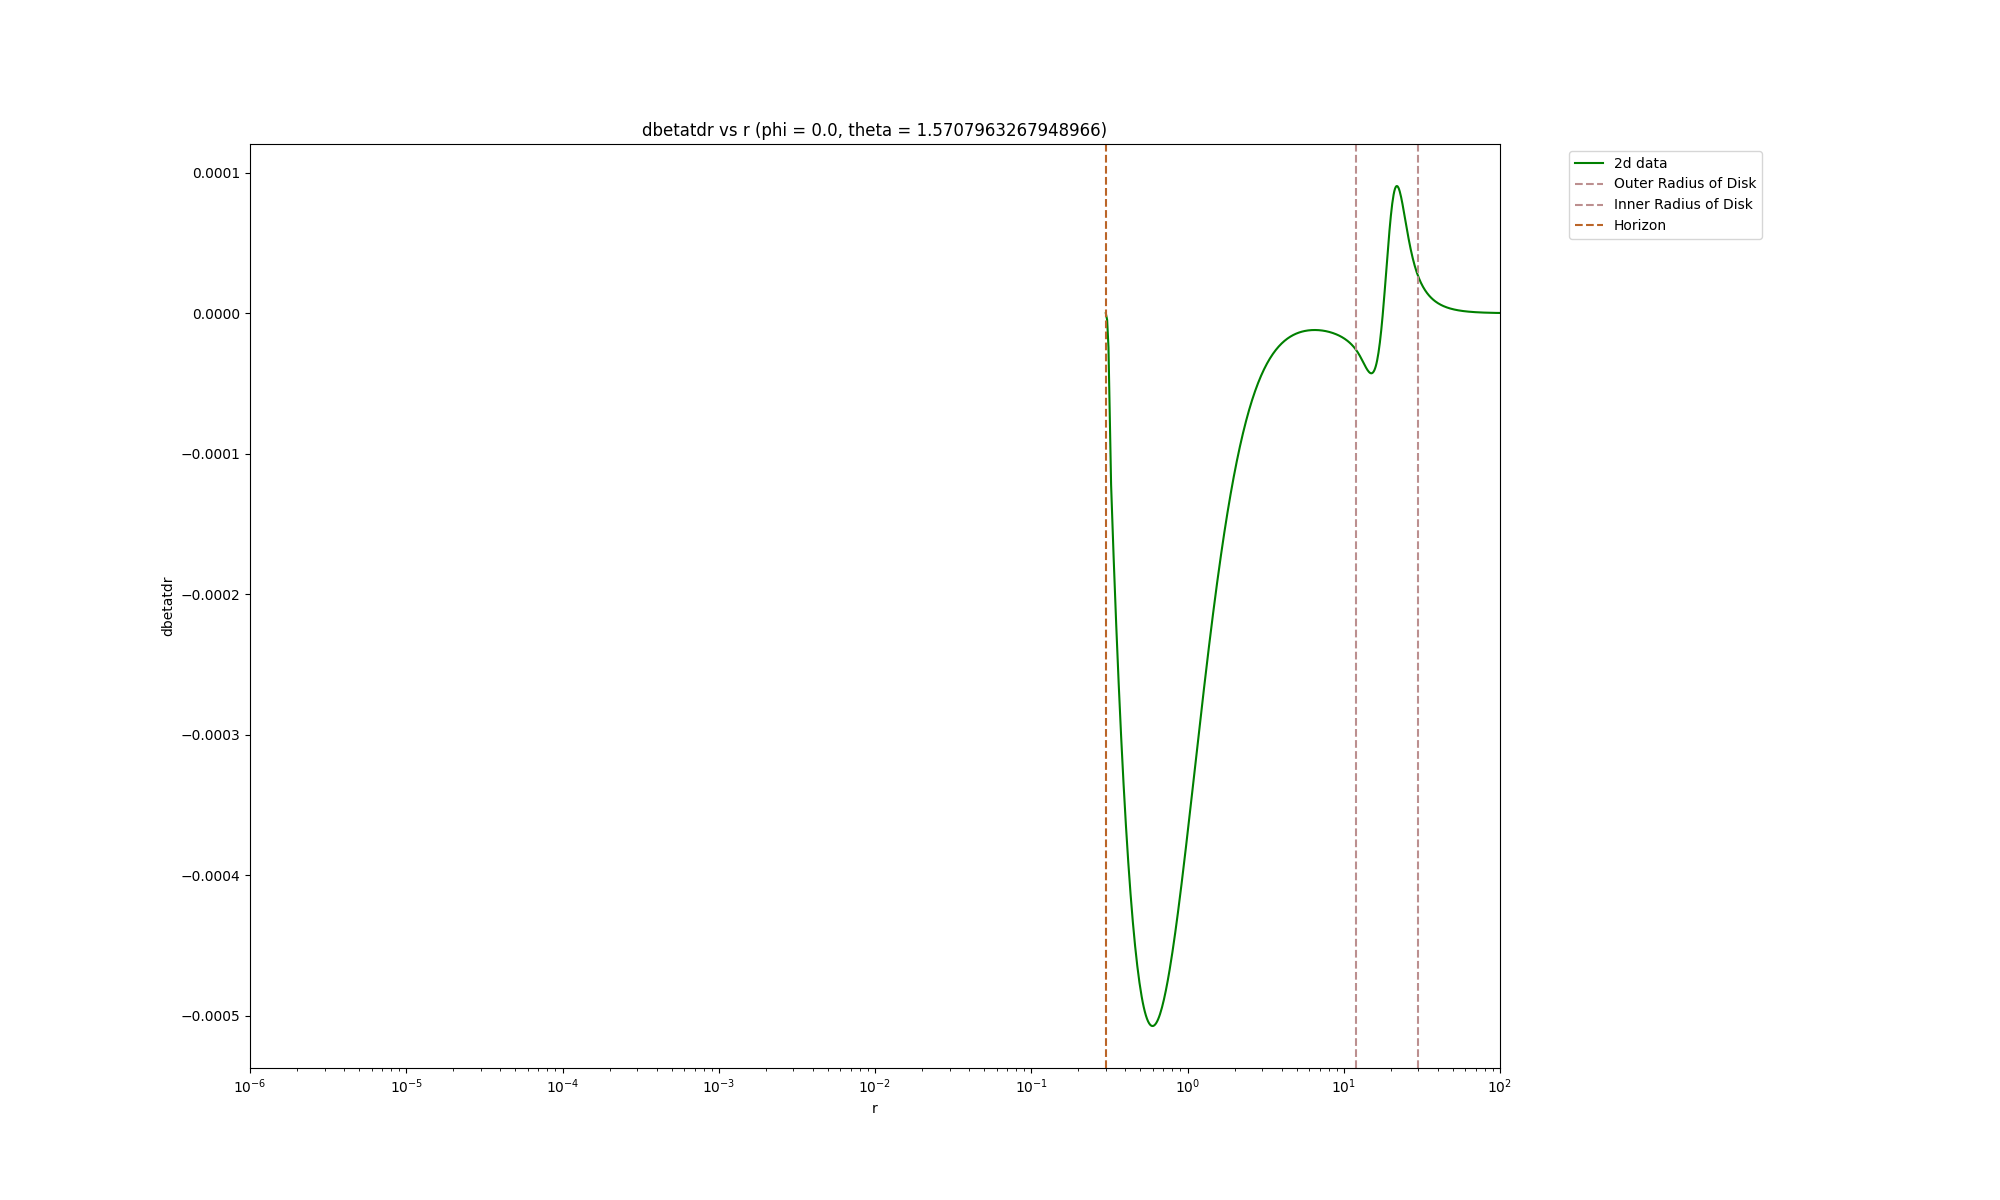 dbetatdr vs r (phi = 0.0, theta = 1.5707963267948966)
2d data
Outer Radius of Disk
Inner Radius of Disk
Horizon
0.0001
0.0000
−0.0001
−0.0002
−0.0003
−0.0004
−0.0005
dbetatdr
10⁻⁶ 10⁻⁵ 10⁻⁴ 10⁻³ 10⁻² 10⁻¹ 10⁰ 10¹ 10²
r